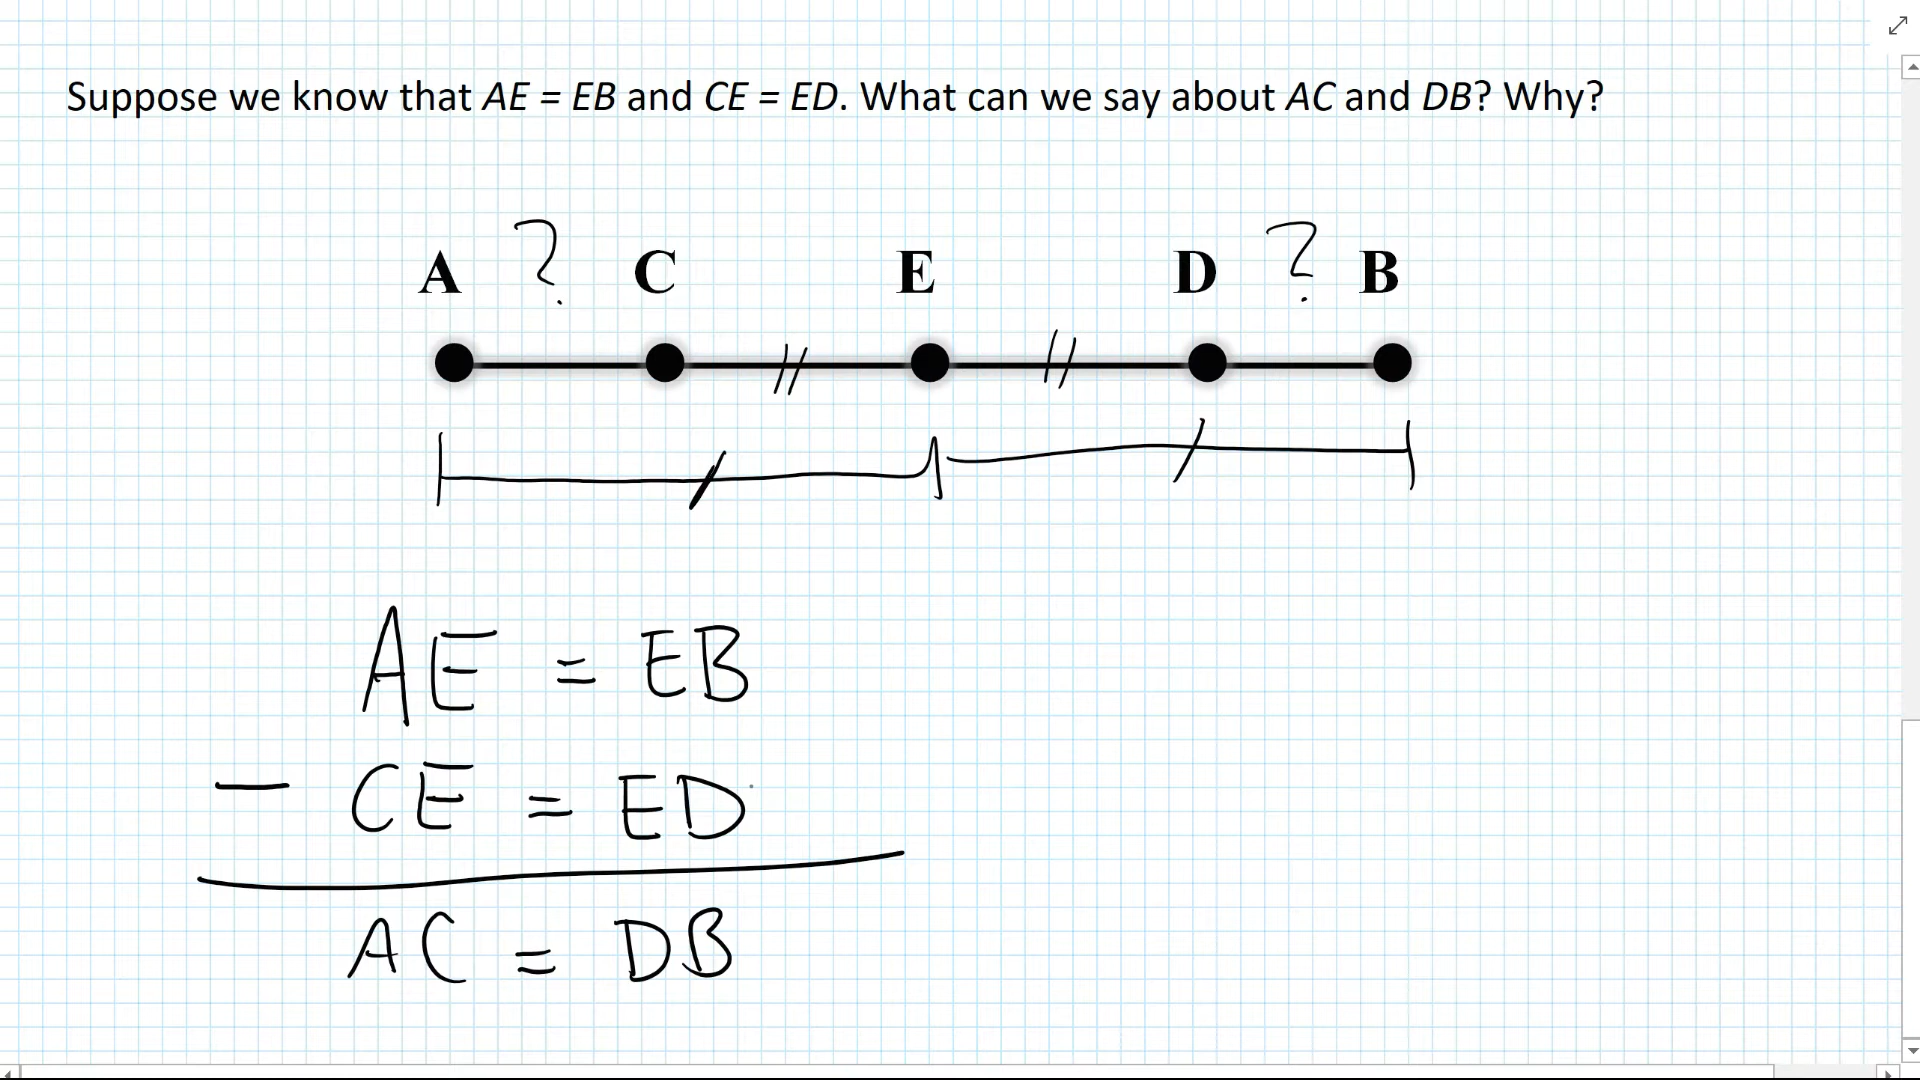 Suppose we know that AE = EB and CE = ED. What can we say about AC and DB? Why?
A ? C E D ? B
AE = EB
— CE = ED
AC = DB